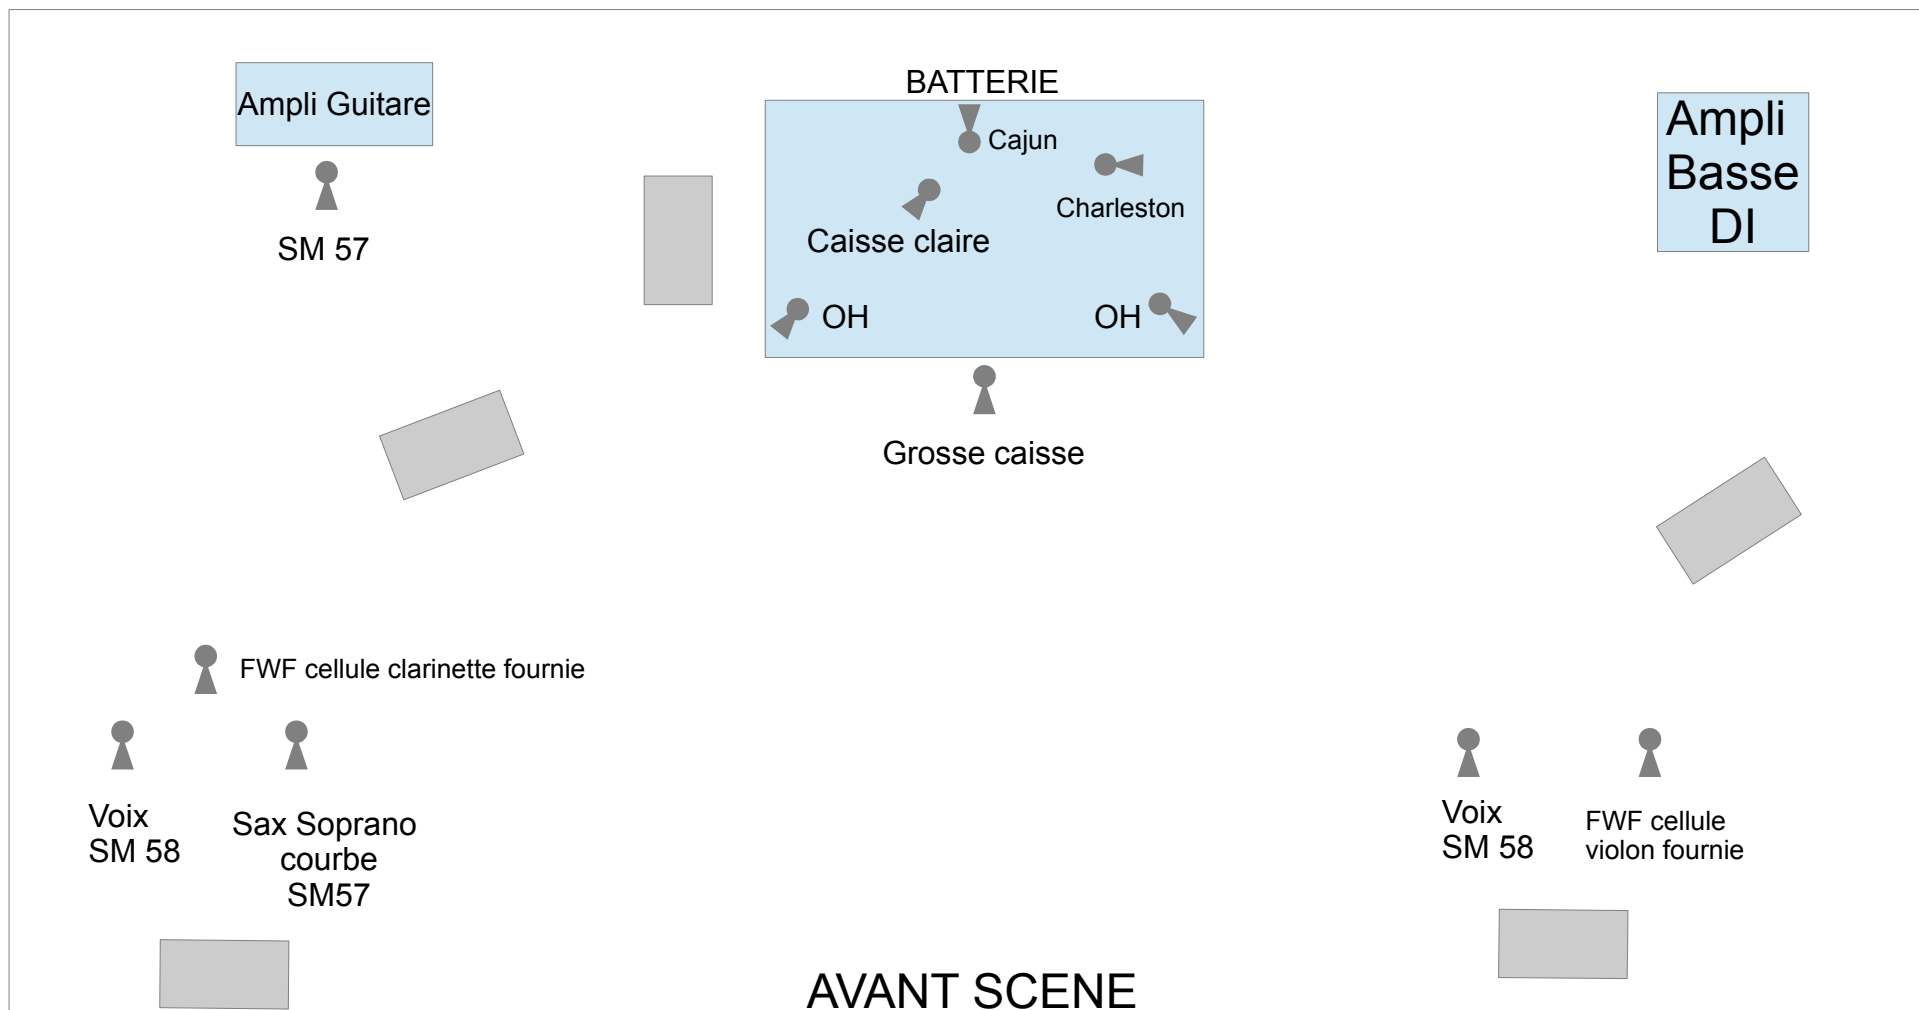 BATTERIE
Ampli Guitare
Cajun
Ampli
Basse
DI
Charleston
Caisse claire
SM 57
OH
OH
Grosse caisse
FWF cellule clarinette fournie
Voix
SM 58
Sax Soprano
courbe
SM57
Voix
SM 58
FWF cellule
violon fournie
AVANT SCENE